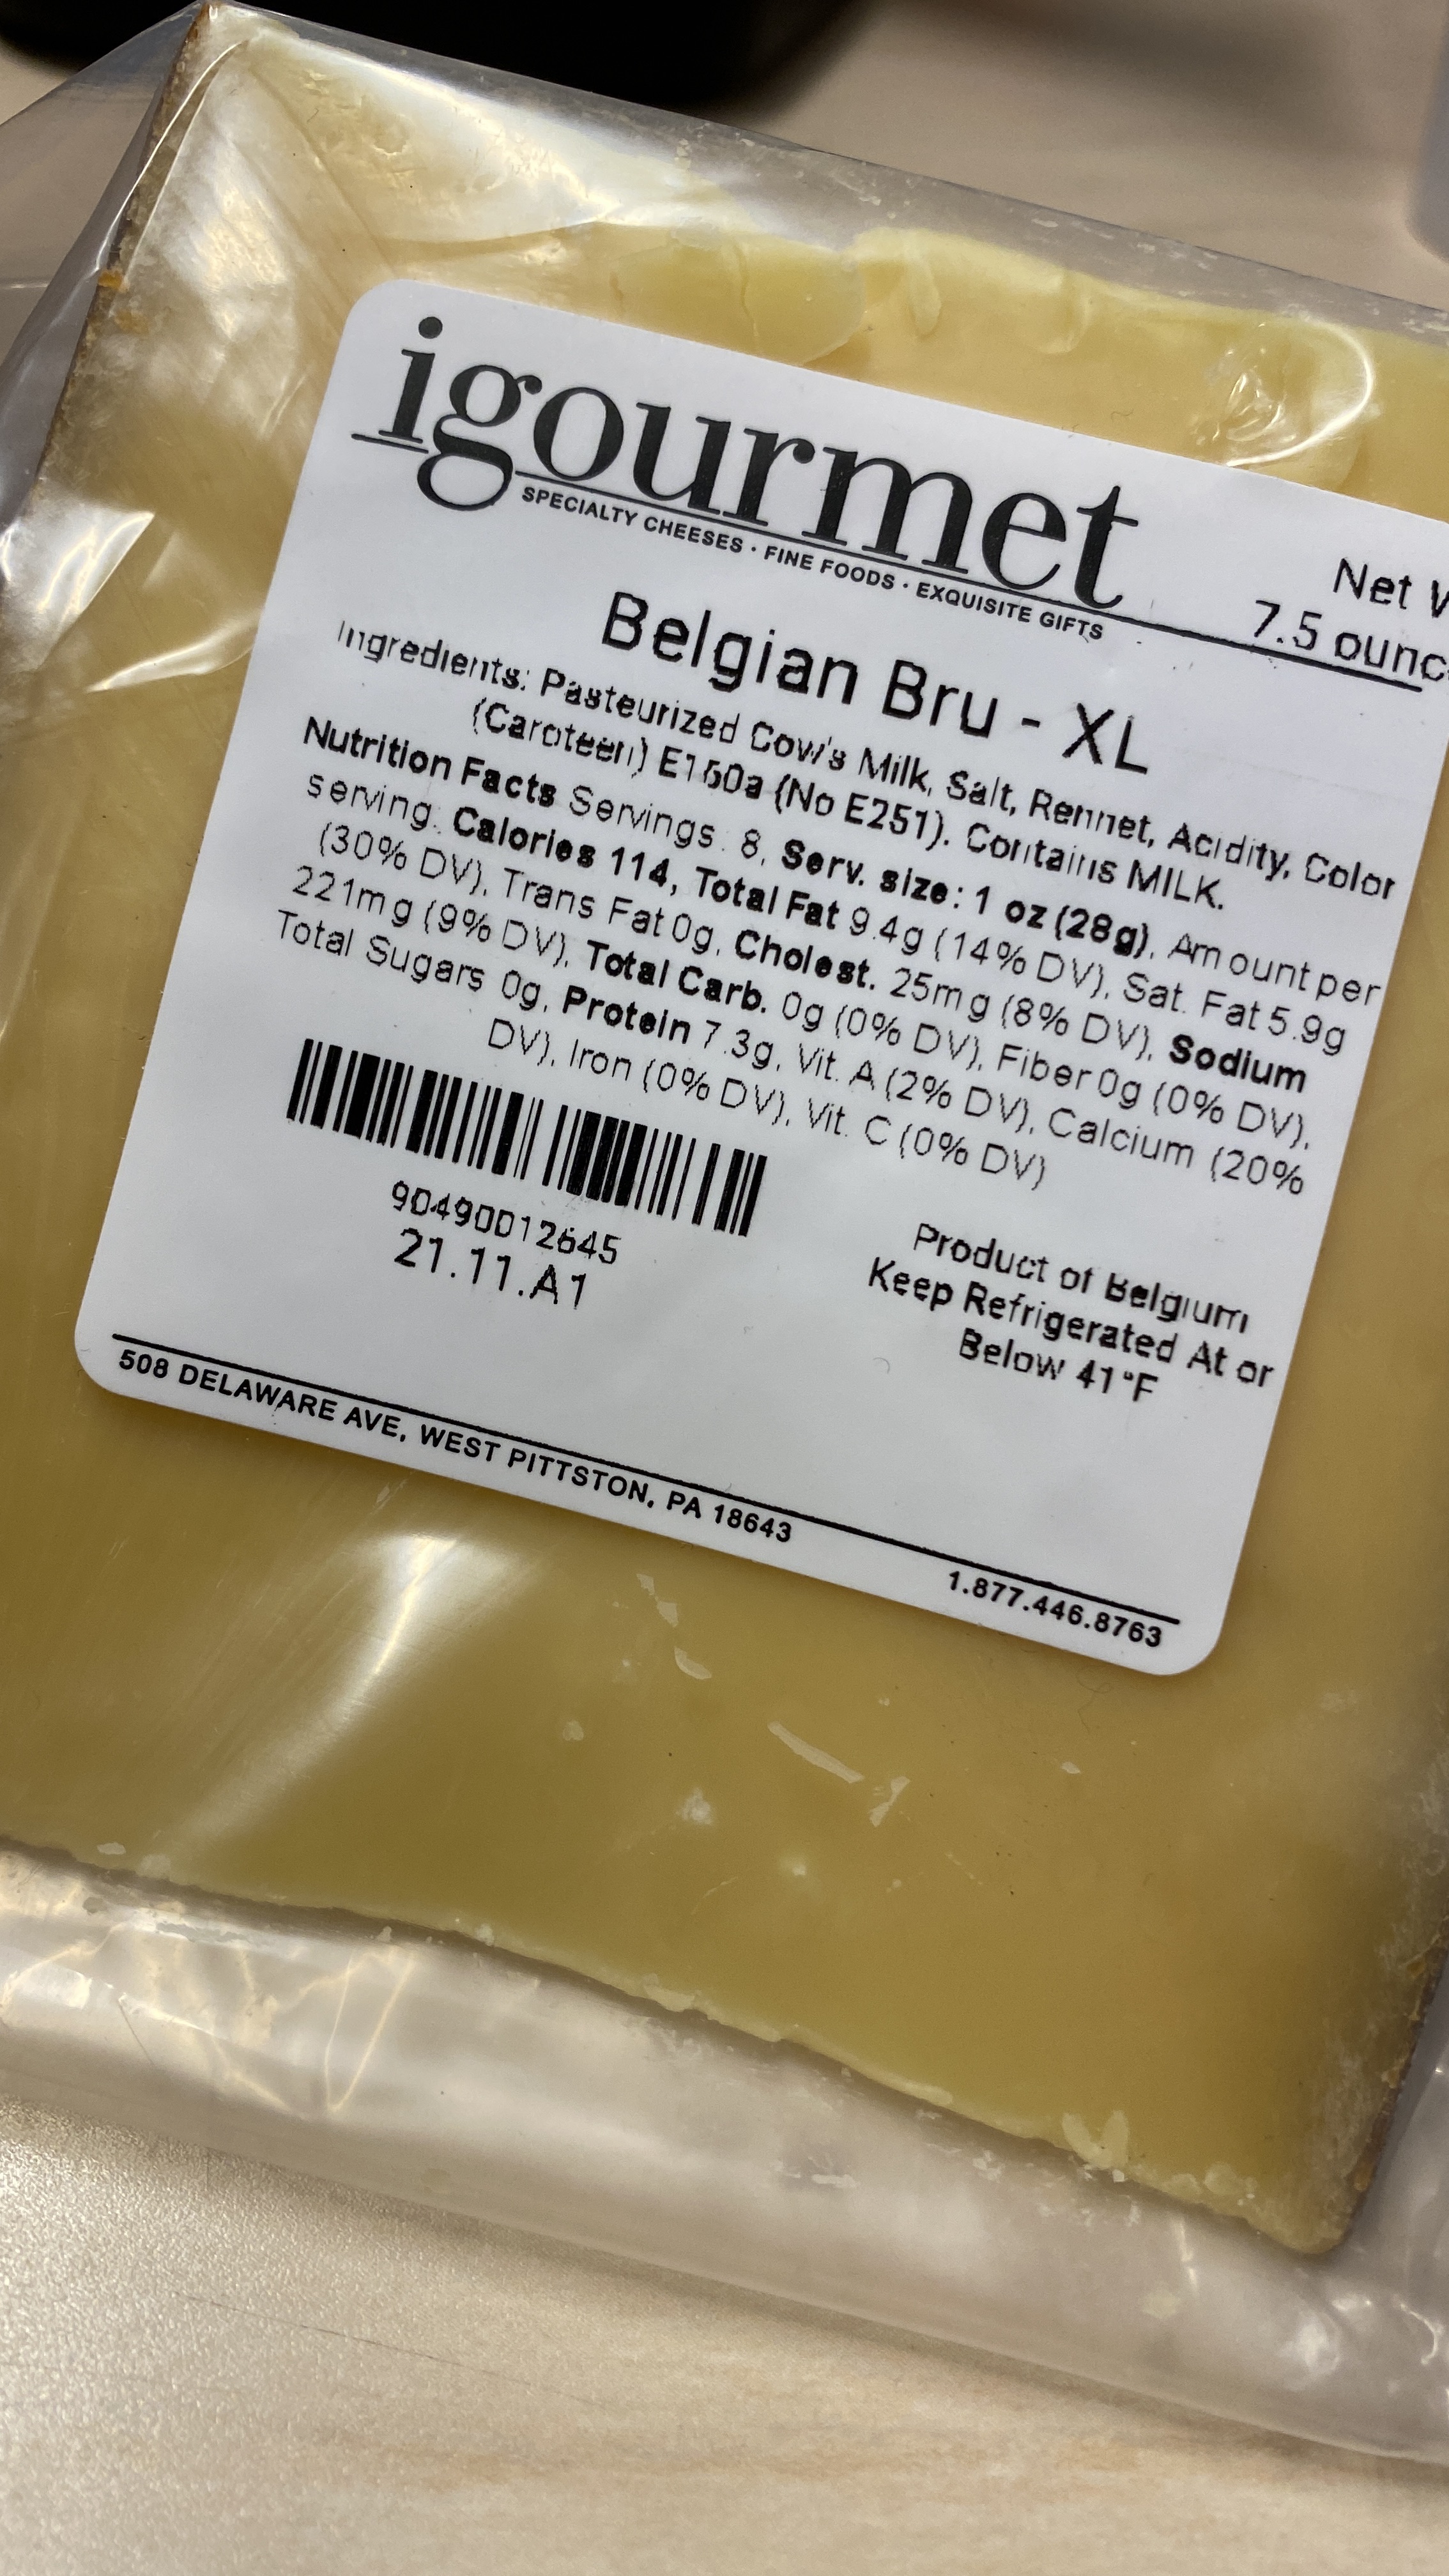 igourmet
SPECIALTY CHEESES · FINE FOODS · EXQUISITE GIFTS
Net
7.5
Belgian Bru - XL
Ingredients: Pasteurized Cow's Milk, Salt, Rennet, Acidity, Color
(Caroteen) E160a (No E251). Contains MILK.
Nutrition Facts Servings: 8, Serv. size: 1 oz (28g), Amount per
serving: Calories 114, Total Fat 9.4g (14% DV), Sat. Fat 5.9g
(30% DV), Trans Fat 0g, Cholest. 25mg (8% DV), Sodium
221mg (9% DV), Total Carb. 0g (0% DV), Fiber 0g (0% DV),
Total Sugars 0g, Protein 7.3g, Vit. A (2% DV), Calcium (20%
DV), Iron (0% DV), Vit. C (0% DV)
90490012645
21.11.A1
Product of Belgium
Keep Refrigerated At or
Below 41°F
508 DELAWARE AVE, WEST PITTSTON, PA 18643
1.877.446.8763